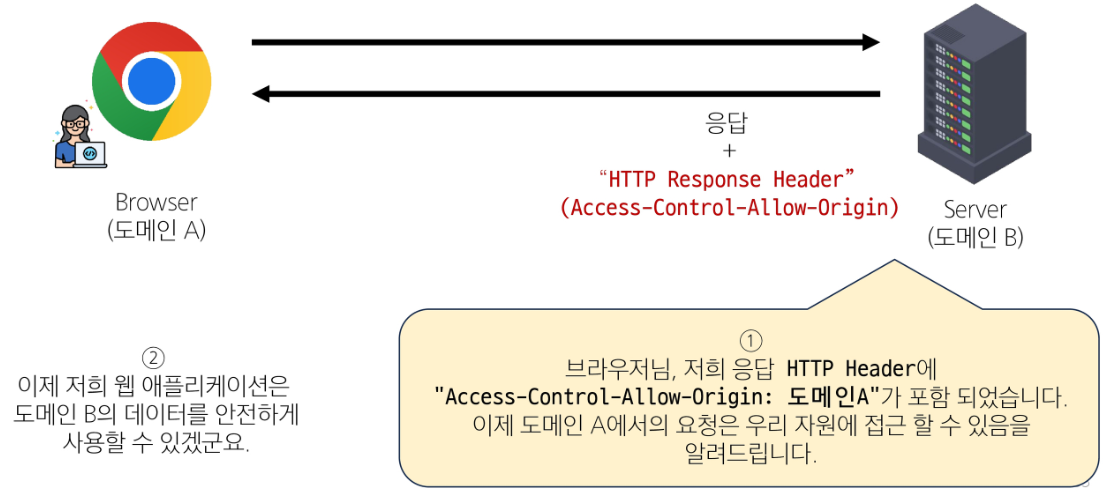 응답
+
“HTTP Response Header”
(Access-Control-Allow-Origin)
Browser
(도메인 A)
Server
(도메인 B)
①
브라우저님, 저희 응답 HTTP Header에
"Access-Control-Allow-Origin: 도메인A"가 포함 되었습니다.
이제 도메인 A에서의 요청은 우리 자원에 접근 할 수 있음을
알려드립니다.
②
이제 저희 웹 애플리케이션은
도메인 B의 데이터를 안전하게
사용할 수 있겠군요.